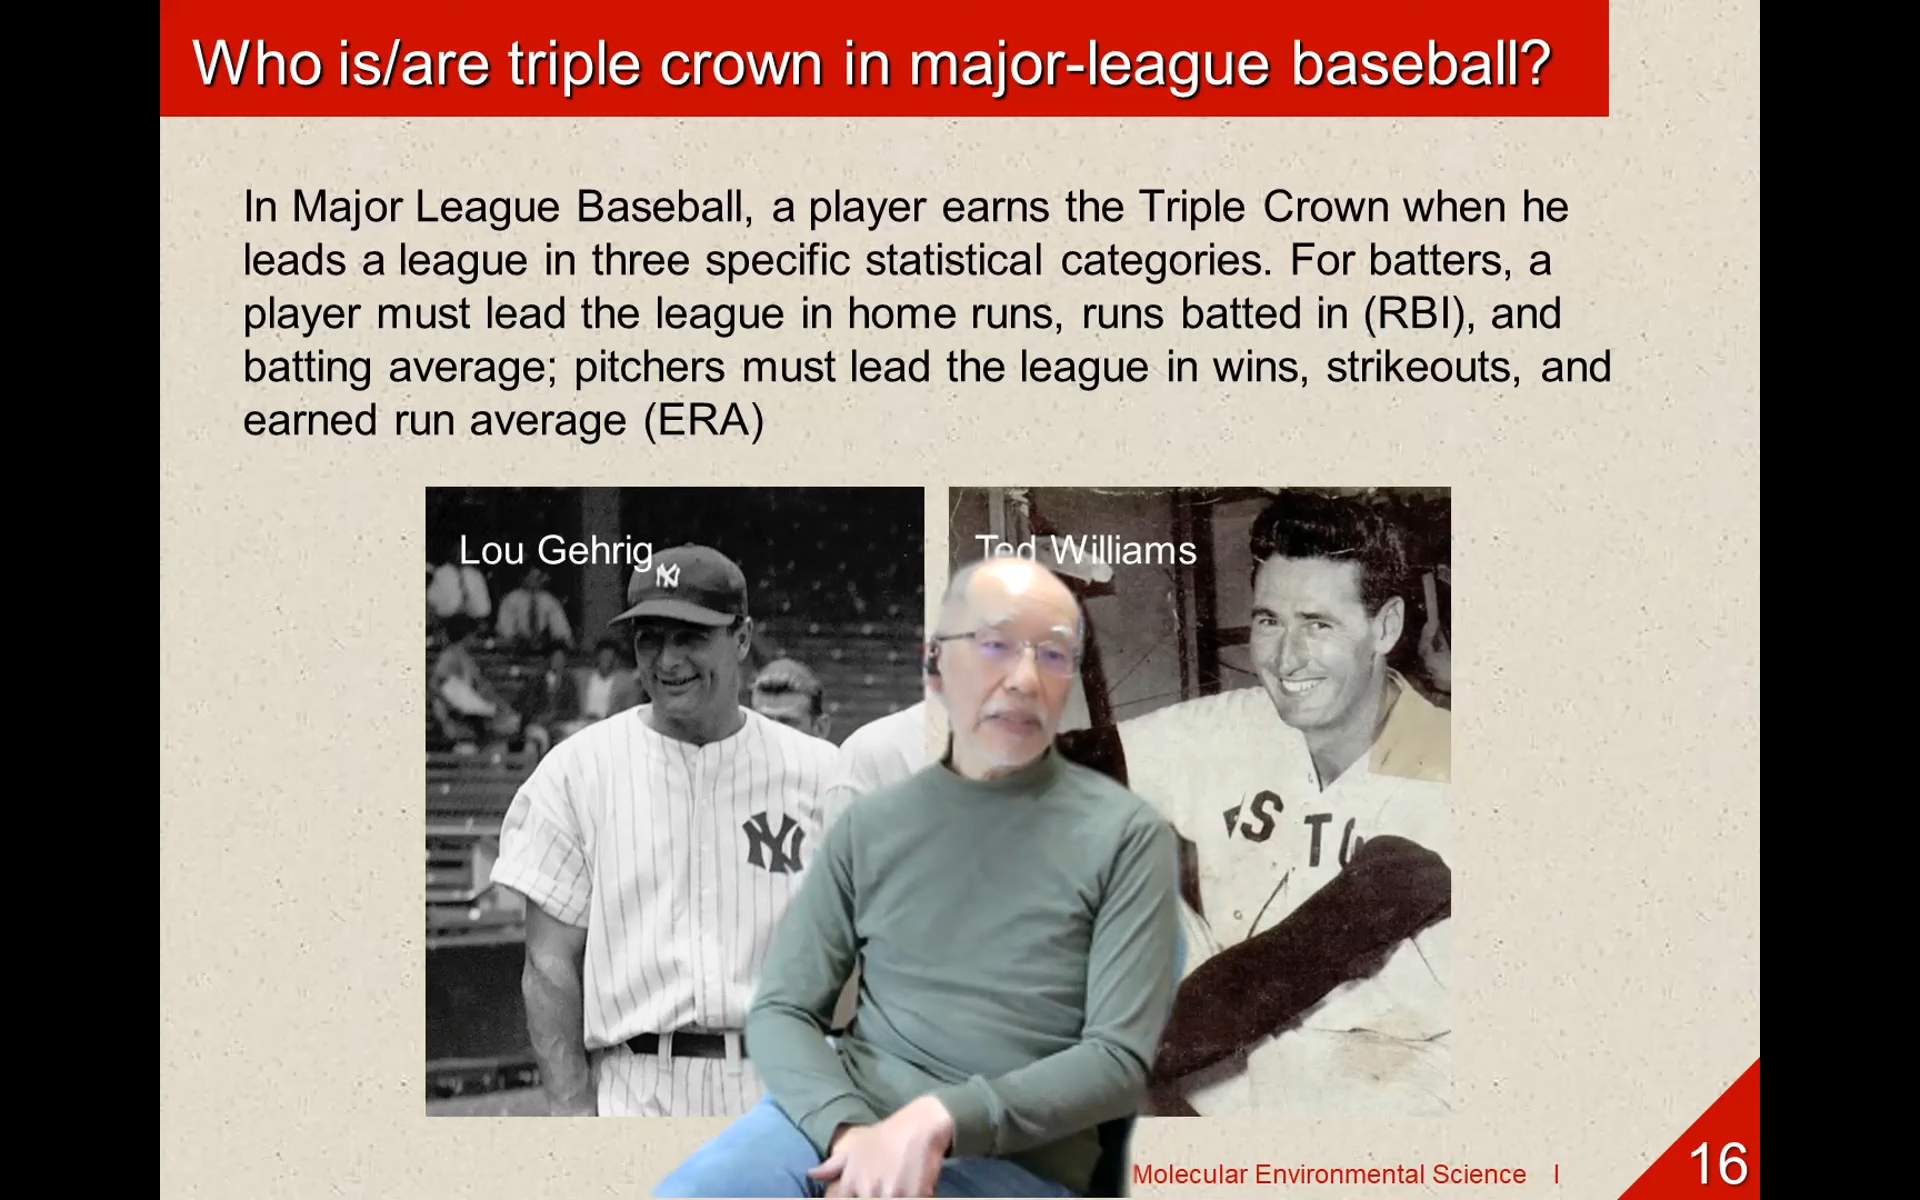 Who is/are triple crown in major-league baseball?
In Major League Baseball, a player earns the Triple Crown when he
leads a league in three specific statistical categories. For batters, a
player must lead the league in home runs, runs batted in (RBI), and
batting average; pitchers must lead the league in wins, strikeouts, and
earned run average (ERA)
Lou Gehrig
Ted Williams
NY
NY
S TO
Molecular Environmental Science I
16